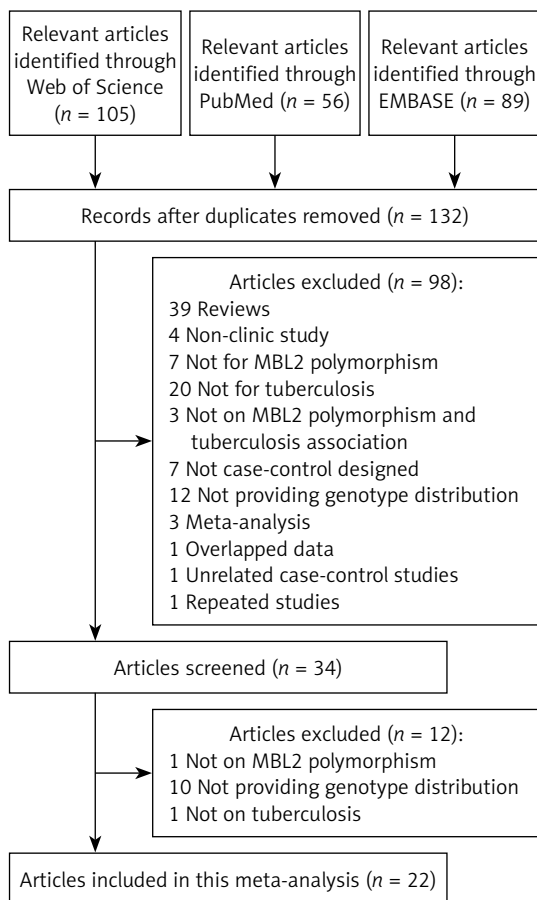 Relevant articles
identified through
Web of Science
(n = 105)
Relevant articles
identified through
PubMed (n = 56)
Relevant articles
identified through
EMBASE (n = 89)
Records after duplicates removed (n = 132)
Articles excluded (n = 98):
39 Reviews
4 Non-clinic study
7 Not for MBL2 polymorphism
20 Not for tuberculosis
3 Not on MBL2 polymorphism and
tuberculosis association
7 Not case-control designed
12 Not providing genotype distribution
3 Meta-analysis
1 Overlapped data
1 Unrelated case-control studies
1 Repeated studies
Articles screened (n = 34)
Articles excluded (n = 12):
1 Not on MBL2 polymorphism
10 Not providing genotype distribution
1 Not on tuberculosis
Articles included in this meta-analysis (n = 22)